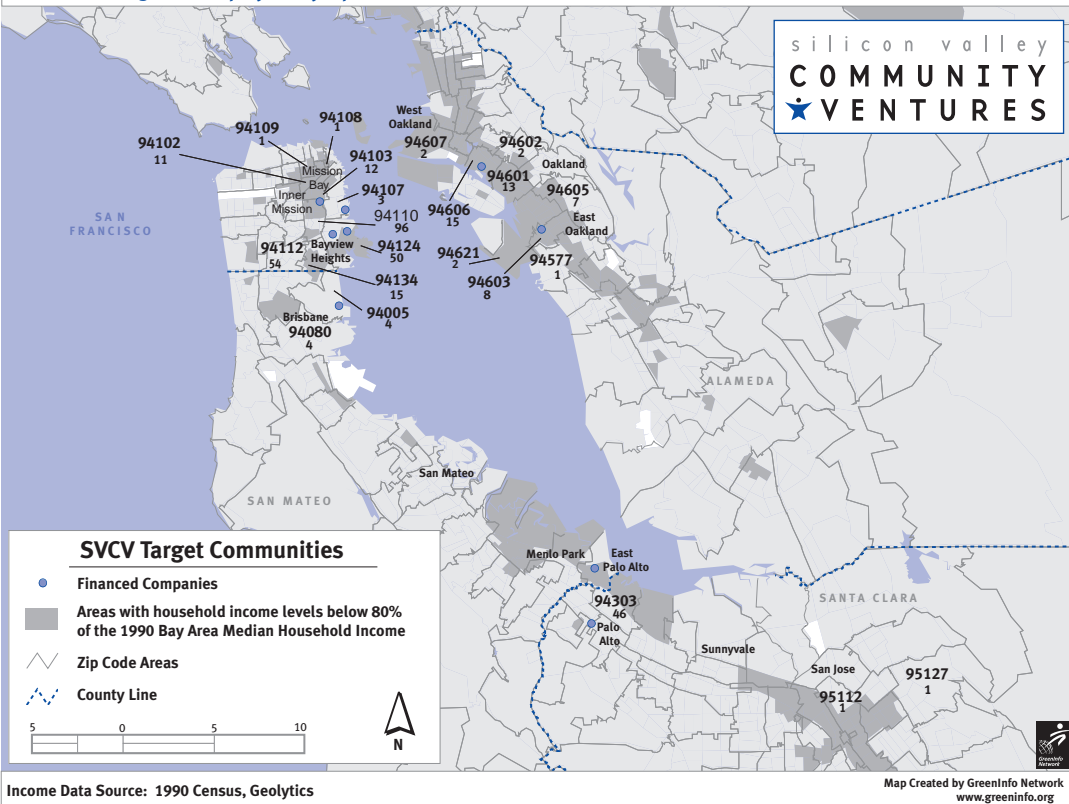 silicon valley
COMMUNITY
VENTURES
West
Oakland
94607
2
94602
2
Oakland
94601
13
94605
7
East
Oakland
94606
15
94621
2
94603
8
94577
1
94108
1
94109
1
94102
11
94103
12
Mission
Bay
94107
3
Inner
Mission
94110
96
94112
54
Bayview
Heights
94124
50
94134
15
94005
4
Brisbane
94080
4
SAN
FRANCISCO
ALAMEDA
San Mateo
SAN MATEO
Menlo Park
East
Palo Alto
94303
46
Palo
Alto
SANTA CLARA
Sunnyvale
San Jose
95112
1
95127
1
SVCV Target Communities
Financed Companies
Areas with household income levels below 80%
of the 1990 Bay Area Median Household Income
Zip Code Areas
County Line
5 0 5 10
N
GreenInfo
Network
Income Data Source: 1990 Census, Geolytics
Map Created by GreenInfo Network
www.greeninfo.org